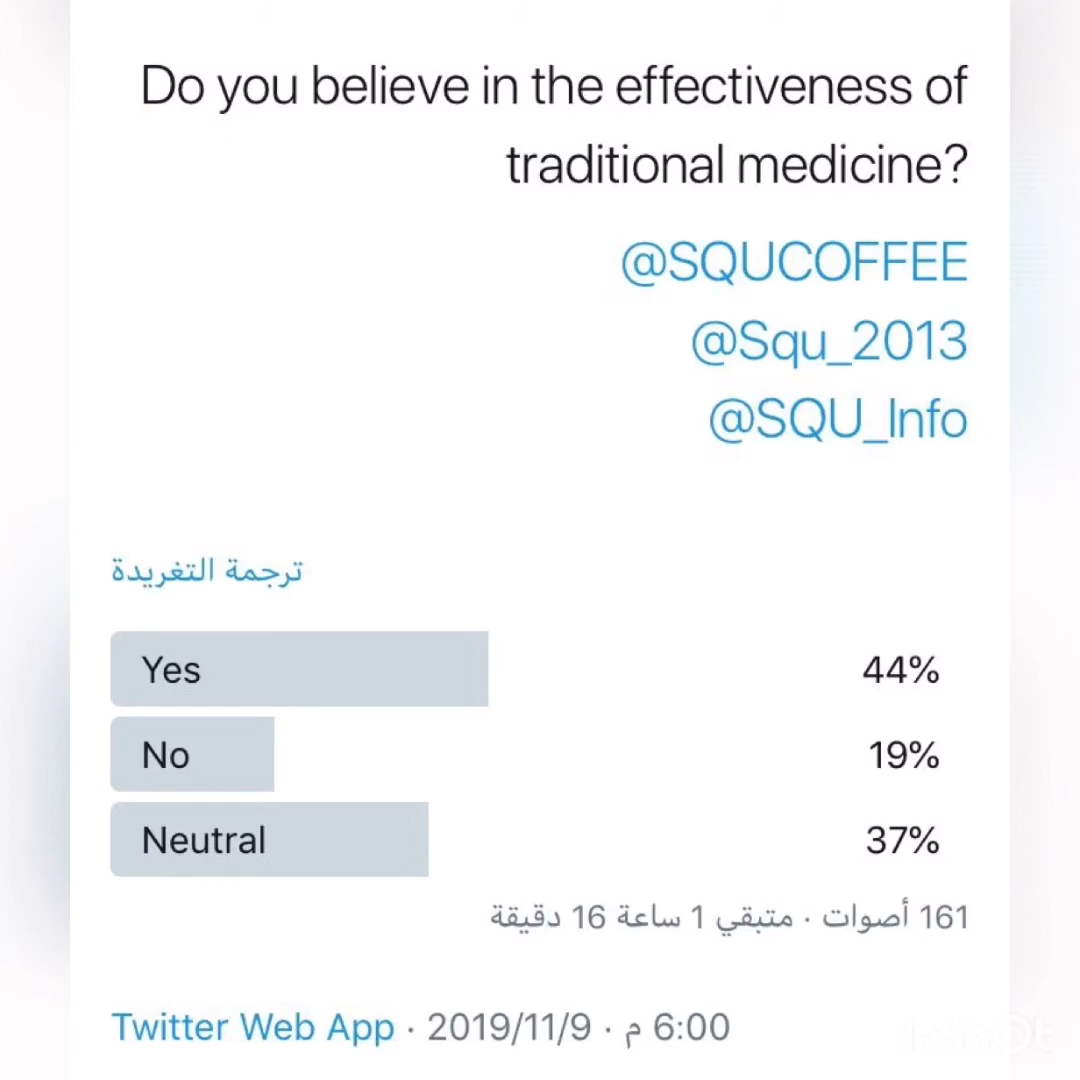 Do you believe in the effectiveness of
traditional medicine?
@SQUCOFFEE
@Squ_2013
@SQU_Info
ترجمة التغريدة
Yes 44%
No 19%
Neutral 37%
161 أصوات · متبقي 1 ساعة 16 دقيقة
Twitter Web App · 2019/11/9 · م 6:00